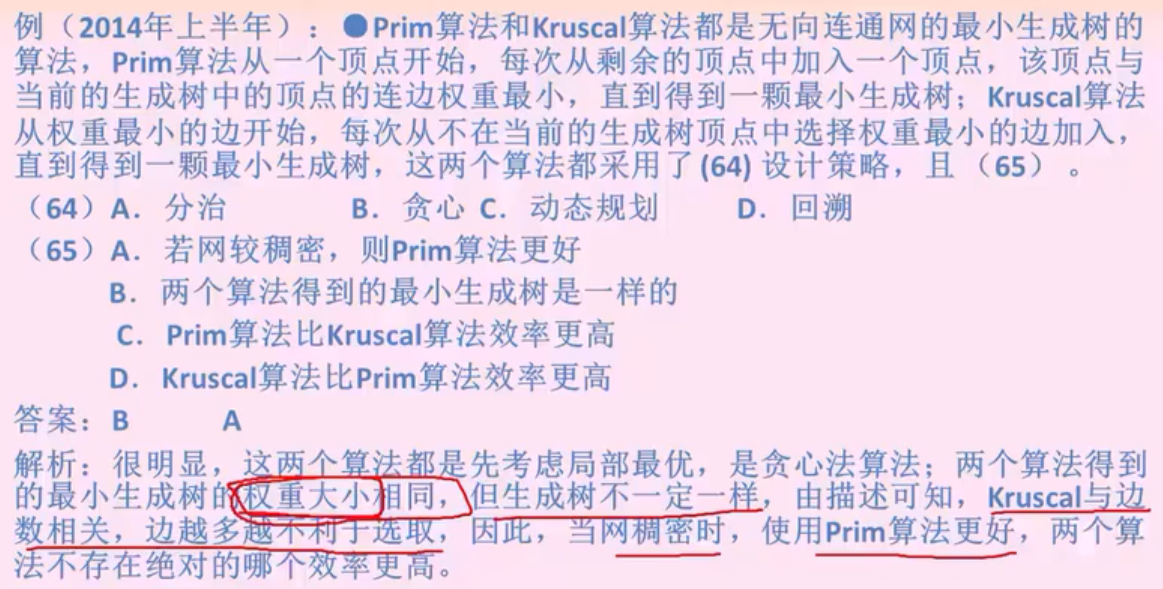 例（2014年上半年）：●Prim算法和Kruscal算法都是无向连通网的最小生成树的
算法，Prim算法从一个顶点开始，每次从剩余的顶点中加入一个顶点，该顶点与
当前的生成树中的顶点的连边权重最小，直到得到一颗最小生成树；Kruscal算法
从权重最小的边开始，每次从不在当前的生成树顶点中选择权重最小的边加入，
直到得到一颗最小生成树，这两个算法都采用了(64) 设计策略，且 （65） 。
（64）A．分治 B．贪心 C．动态规划 D．回溯
（65）A．若网较稠密，则Prim算法更好
B．两个算法得到的最小生成树是一样的
C．Prim算法比Kruscal算法效率更高
D．Kruscal算法比Prim算法效率更高
答案：B A
解析：很明显，这两个算法都是先考虑局部最优，是贪心法算法；两个算法得到
的最小生成树的权重大小相同，但生成树不一定一样，由描述可知，Kruscal与边
数相关，边越多越不利于选取，因此，当网稠密时，使用Prim算法更好，两个算
法不存在绝对的哪个效率更高。